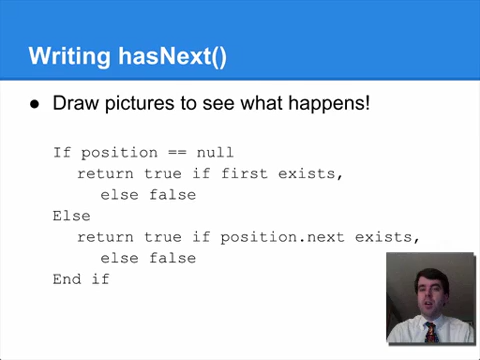 Writing hasNext()
● Draw pictures to see what happens!
If position == null
return true if first exists,
else false
Else
return true if position.next exists,
else false
End if